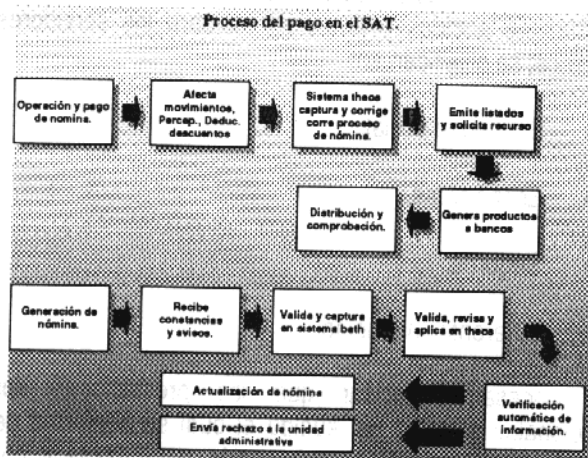 Proceso del pago en el SAT.
Operación y pago
de nomina.
Afecta
movimientos,
Percep., Deduc.
descuentos
Sistema theos
captura y corrige
corre proceso
de nómina.
Emite listados
y solicita recurso
Genera productos
a bancos
Distribución y
comprobación.
Generación de
nómina.
Recibe
constancias
y avisos.
Valida y captura
en sistema beth
Valida, revisa y
aplica en theos
Verificación
automática de
información.
Actualización de nómina
Envía rechazo a la unidad
administrativa